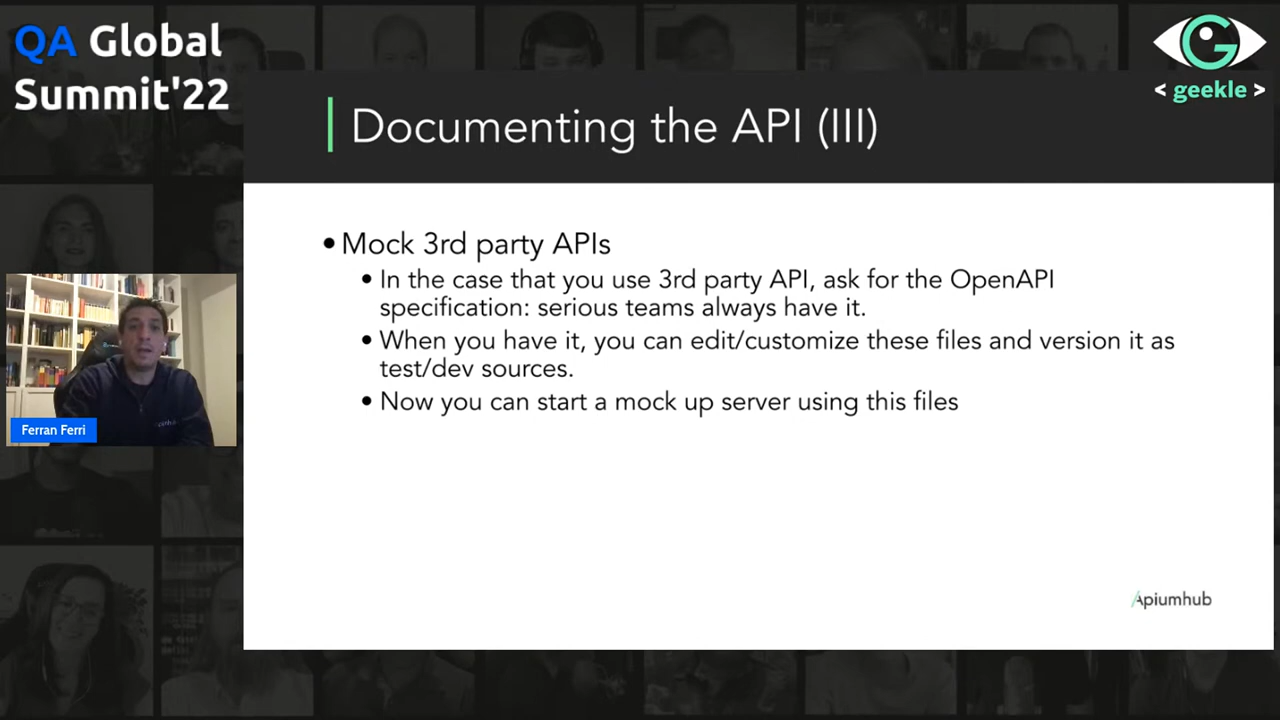 QA Global
Summit'22
< geekle >
Documenting the API (III)
• Mock 3rd party APIs
• In the case that you use 3rd party API, ask for the OpenAPI
specification: serious teams always have it.
• When you have it, you can edit/customize these files and version it as
test/dev sources.
• Now you can start a mock up server using this files
Ferran Ferri
Apiumhub